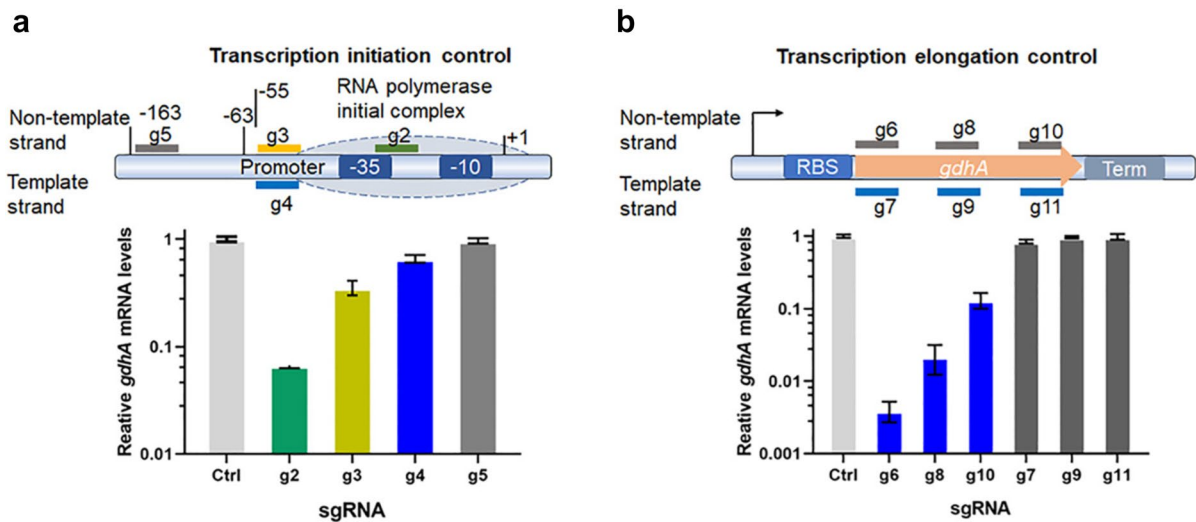 a
Transcription initiation control
-55
RNA polymerase
initial complex
-163
-63
Non-template
strand
g5
g3
g2
+1
Promoter
-35
-10
Template
strand
g4
Reative gdhA mRNA levels
1
0.1
0.01
Ctrl
g2
g3
g4
g5
sgRNA
b
Transcription elongation control
Non-template
strand
g6
g8
g10
RBS
gdhA
Term
Template
strand
g7
g9
g11
Reative gdhA mRNA levels
1
0.1
0.01
0.001
Ctrl
g6
g8
g10
g7
g9
g11
sgRNA